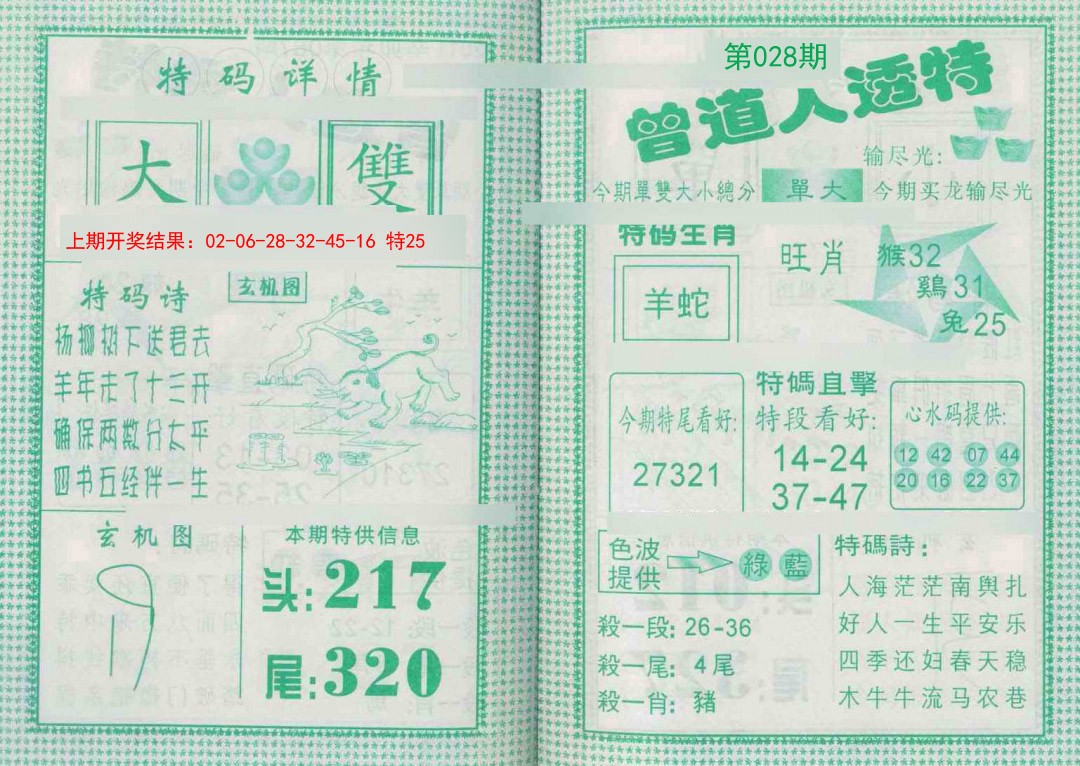 特码详情
大
雙
上期开奖结果：02-06-28-32-45-16 特25
特码诗
杨柳树下送君去
羊年走了十三开
确保两数分太平
四书五经伴一生
玄机图
玄机图
本期特供信息
头:217
尾:320
第028期
曾道人透特
输尽光:
今期單雙大小總分
單大
今期买龙输尽光
特码生肖
羊蛇
旺肖
猴32
鷄31
兔25
今期特尾看好:
27321
特碼直擊
特段看好:
14-24
37-47
心水码提供:
12 42 07 44
20 16 22 37
色波
提供
綠 藍
殺一段: 26-36
殺一尾: 4尾
殺一肖: 豬
特碼詩:
人海茫茫南舆扎
好人一生平安乐
四季还妇春天稳
木牛牛流马农巷